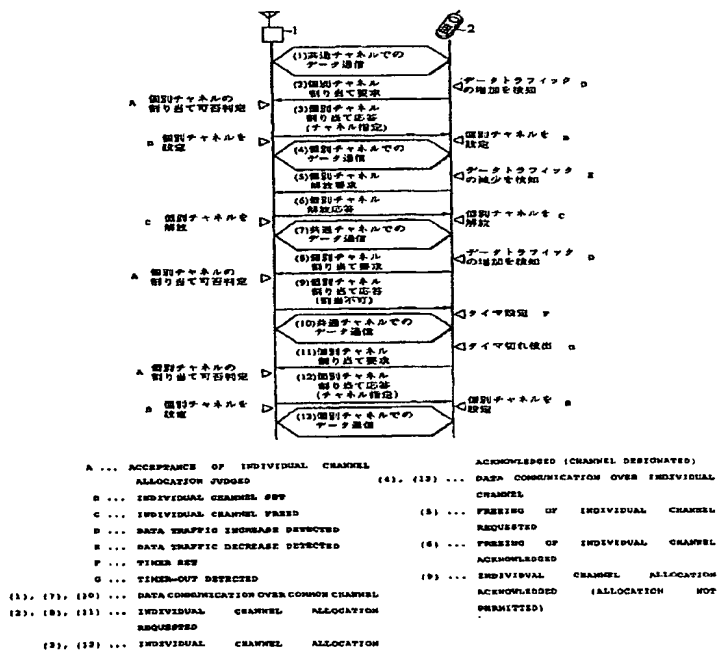 1
2
(1)共通チャネルでの
データ通信
(2)個別チャネル
割り当て要求
データトラフィック
の増加を検知 D
A 個別チャネルの
割り当て可否判定
(3)個別チャネル
割り当て応答
(チャネル指定)
B 個別チャネルを
設定
個別チャネルを B
設定
(4)個別チャネルでの
データ通信
(5)個別チャネル
解放要求
データトラフィック
の減少を検知 E
(6)個別チャネル
解放応答
C 個別チャネルを
解放
個別チャネルを C
解放
(7)共通チャネルでの
データ通信
(8)個別チャネル
割り当て要求
データトラフィック
の増加を検知 D
A 個別チャネルの
割り当て可否判定
(9)個別チャネル
割り当て応答
(割当不可)
タイマ設定 F
(10)共通チャネルでの
データ通信
タイマ切れ検出 G
(11)個別チャネル
割り当て要求
A 個別チャネルの
割り当て可否判定
(12)個別チャネル
割り当て応答
(チャネル指定)
B 個別チャネルを
設定
個別チャネルを B
設定
(13)個別チャネルでの
データ通信
A ... ACCEPTANCE OF INDIVIDUAL CHANNEL
ALLOCATION JUDGED
B ... INDIVIDUAL CHANNEL SET
C ... INDIVIDUAL CHANNEL FREED
D ... DATA TRAFFIC INCREASE DETECTED
E ... DATA TRAFFIC DECREASE DETECTED
F ... TIMER SET
G ... TIMER-OUT DETECTED
(1), (7), (10) ... DATA COMMUNICATION OVER COMMON CHANNEL
(2), (8), (11) ... INDIVIDUAL CHANNEL ALLOCATION
REQUESTED
(3), (12) ... INDIVIDUAL CHANNEL ALLOCATION
ACKNOWLEDGED (CHANNEL DESIGNATED)
(4), (13) ... DATA COMMUNICATION OVER INDIVIDUAL
CHANNEL
(5) ... FREEING OF INDIVIDUAL CHANNEL
REQUESTED
(6) ... FREEING OF INDIVIDUAL CHANNEL
ACKNOWLEDGED
(9) ... INDIVIDUAL CHANNEL ALLOCATION
ACKNOWLEDGED (ALLOCATION NOT
PERMITTED)